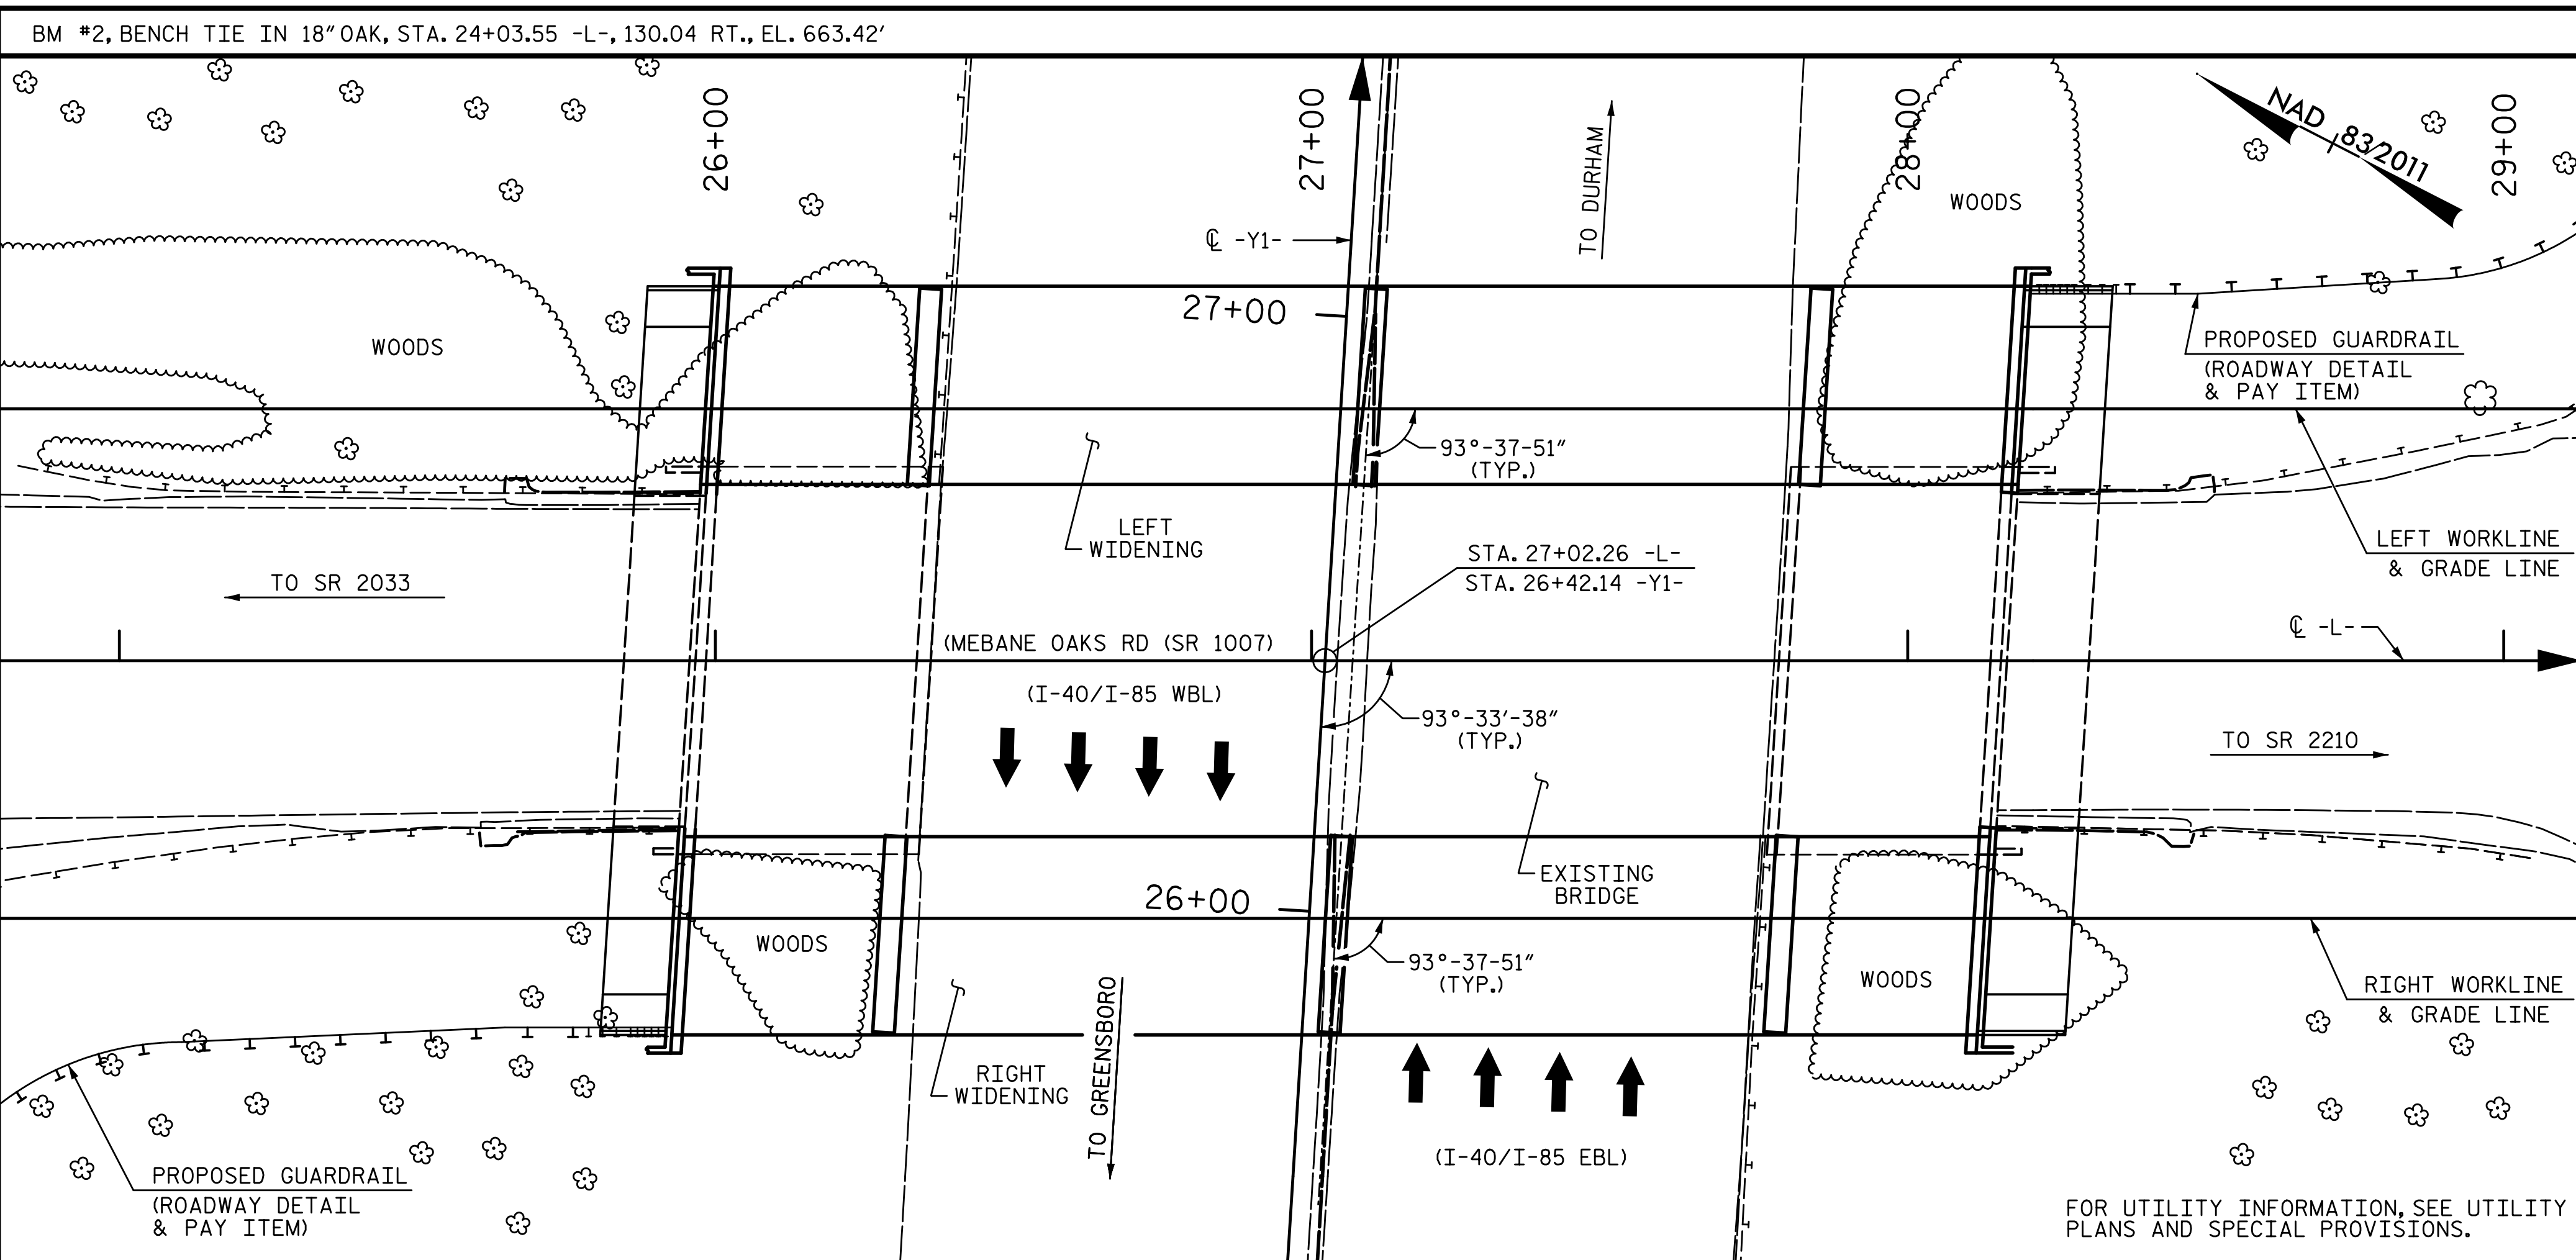 BM #2, BENCH TIE IN 18" OAK, STA. 24+03.55 -L-, 130.04 RT., EL. 663.42'
26+00
27+00
28+00
29+00
NAD 83/2011
TO DURHAM
WOODS
℄ -Y1-
27+00
WOODS
PROPOSED GUARDRAIL
(ROADWAY DETAIL
& PAY ITEM)
93°-37-51"
(TYP.)
LEFT
WIDENING
LEFT WORKLINE
& GRADE LINE
STA. 27+02.26 -L-
STA. 26+42.14 -Y1-
TO SR 2033
(MEBANE OAKS RD (SR 1007)
℄ -L-
(I-40/I-85 WBL)
93°-33'-38"
(TYP.)
TO SR 2210
EXISTING
BRIDGE
26+00
WOODS
93°-37-51"
(TYP.)
WOODS
RIGHT WORKLINE
& GRADE LINE
RIGHT
WIDENING
TO GREENSBORO
(I-40/I-85 EBL)
PROPOSED GUARDRAIL
(ROADWAY DETAIL
& PAY ITEM)
FOR UTILITY INFORMATION, SEE UTILITY
PLANS AND SPECIAL PROVISIONS.